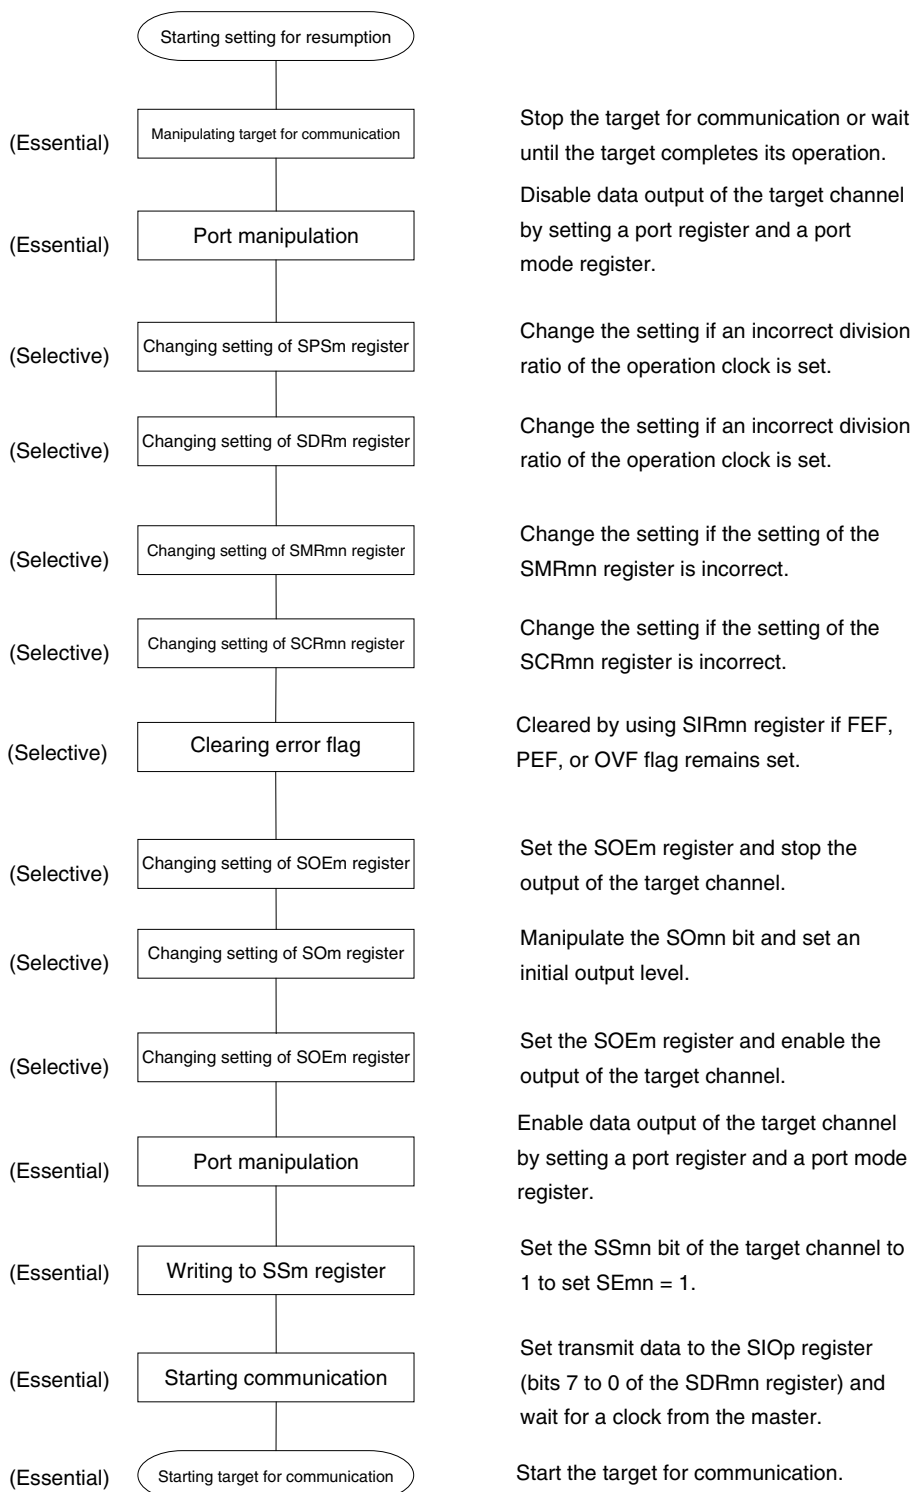 Starting setting for resumption
(Essential)
Manipulating target for communication
Stop the target for communication or wait
until the target completes its operation.
(Essential)
Port manipulation
Disable data output of the target channel
by setting a port register and a port
mode register.
(Selective)
Changing setting of SPSm register
Change the setting if an incorrect division
ratio of the operation clock is set.
(Selective)
Changing setting of SDRm register
Change the setting if an incorrect division
ratio of the operation clock is set.
(Selective)
Changing setting of SMRmn register
Change the setting if the setting of the
SMRmn register is incorrect.
(Selective)
Changing setting of SCRmn register
Change the setting if the setting of the
SCRmn register is incorrect.
(Selective)
Clearing error flag
Cleared by using SIRmn register if FEF,
PEF, or OVF flag remains set.
(Selective)
Changing setting of SOEm register
Set the SOEm register and stop the
output of the target channel.
(Selective)
Changing setting of SOm register
Manipulate the SOmn bit and set an
initial output level.
(Selective)
Changing setting of SOEm register
Set the SOEm register and enable the
output of the target channel.
(Essential)
Port manipulation
Enable data output of the target channel
by setting a port register and a port mode
register.
(Essential)
Writing to SSm register
Set the SSmn bit of the target channel to
1 to set SEmn = 1.
(Essential)
Starting communication
Set transmit data to the SIOp register
(bits 7 to 0 of the SDRmn register) and
wait for a clock from the master.
(Essential)
Starting target for communication
Start the target for communication.